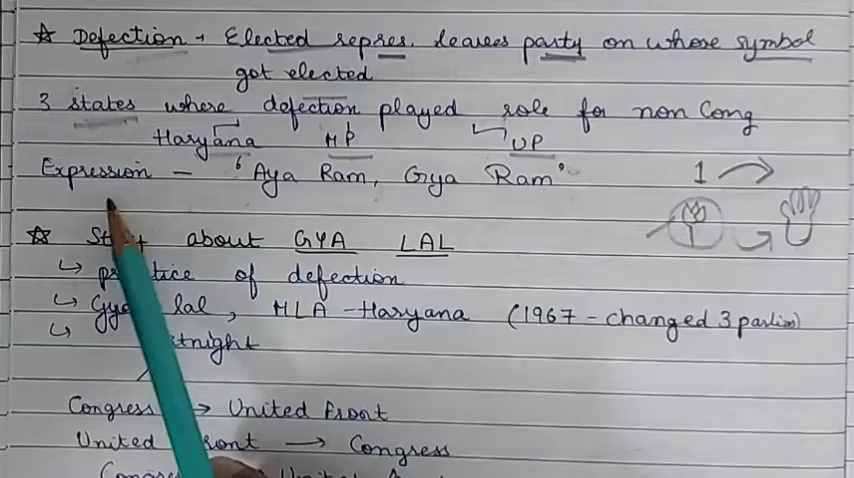 ☆ Defection → Elected repres. leaves party on whose symbol
got elected
3 states where defection played role for non Cong
Haryana MP UP
Expression - 'Aya Ram, Gya Ram'
1
☆ about GYA LAL
↳ of defection
↳ lal, MLA - Haryana (1967 - changed 3 parties)
↳
Congress → United Front
United → Congress